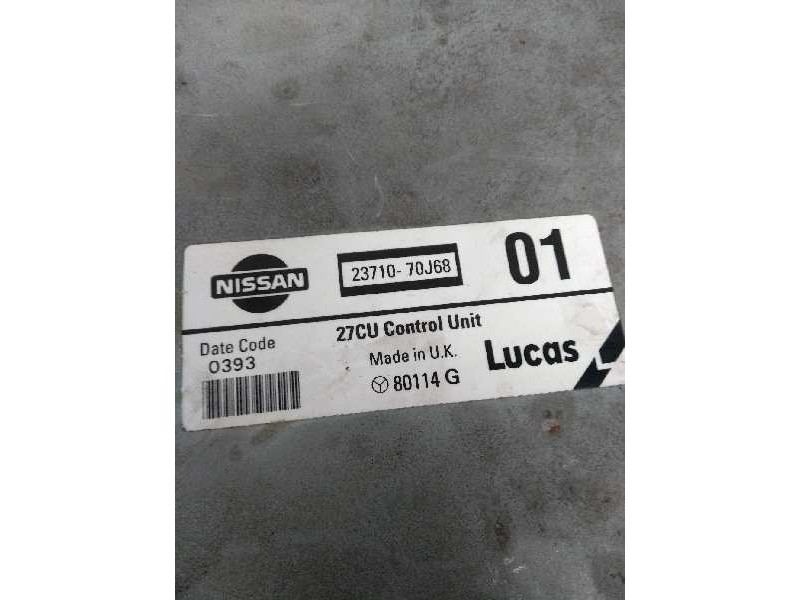 NISSAN
23710-70J68
01
27CU Control Unit
Date Code
0393
Made in U.K.
80114 G
Lucas